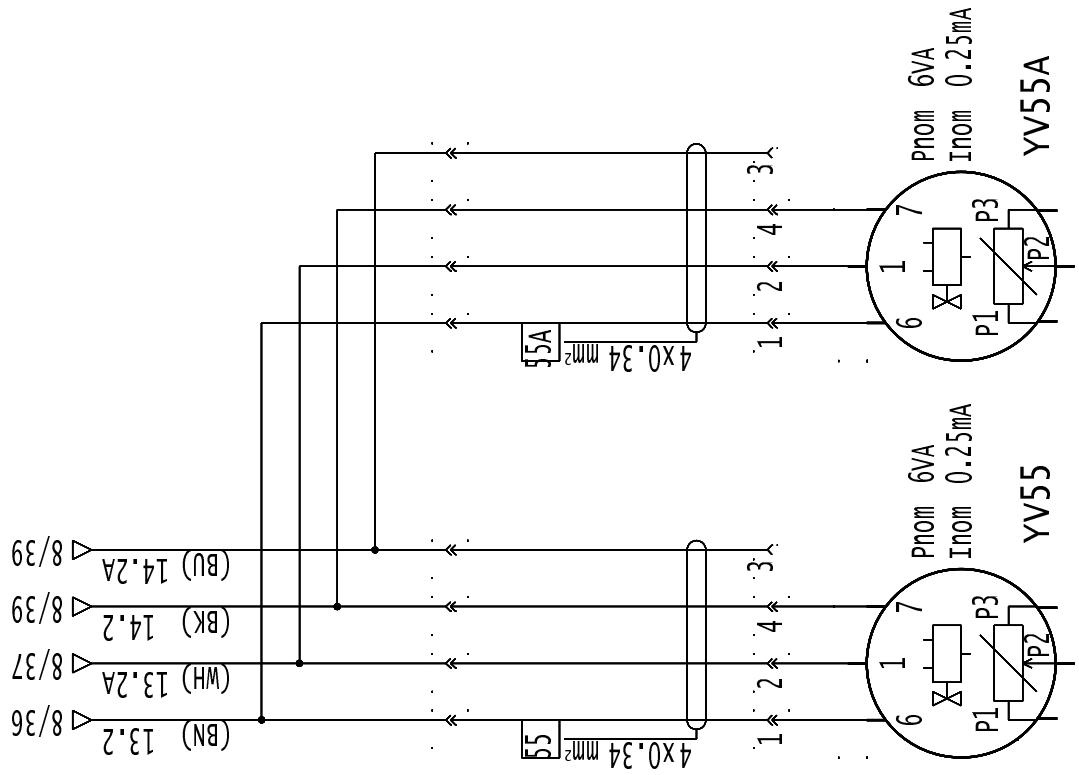 Pnom 6VA
Inom 0.25mA
YV55A
3
4
2
1
7
1
6
P3
P2
P1
55A
4x0.34 mm²
Pnom 6VA
Inom 0.25mA
YV55
8/39
14.2A (BU)
8/39
14.2 (BK)
8/37
13.2A (WH)
8/36
13.2 (BN)
3
4
2
1
7
1
6
P3
P2
P1
55
4x0.34 mm²